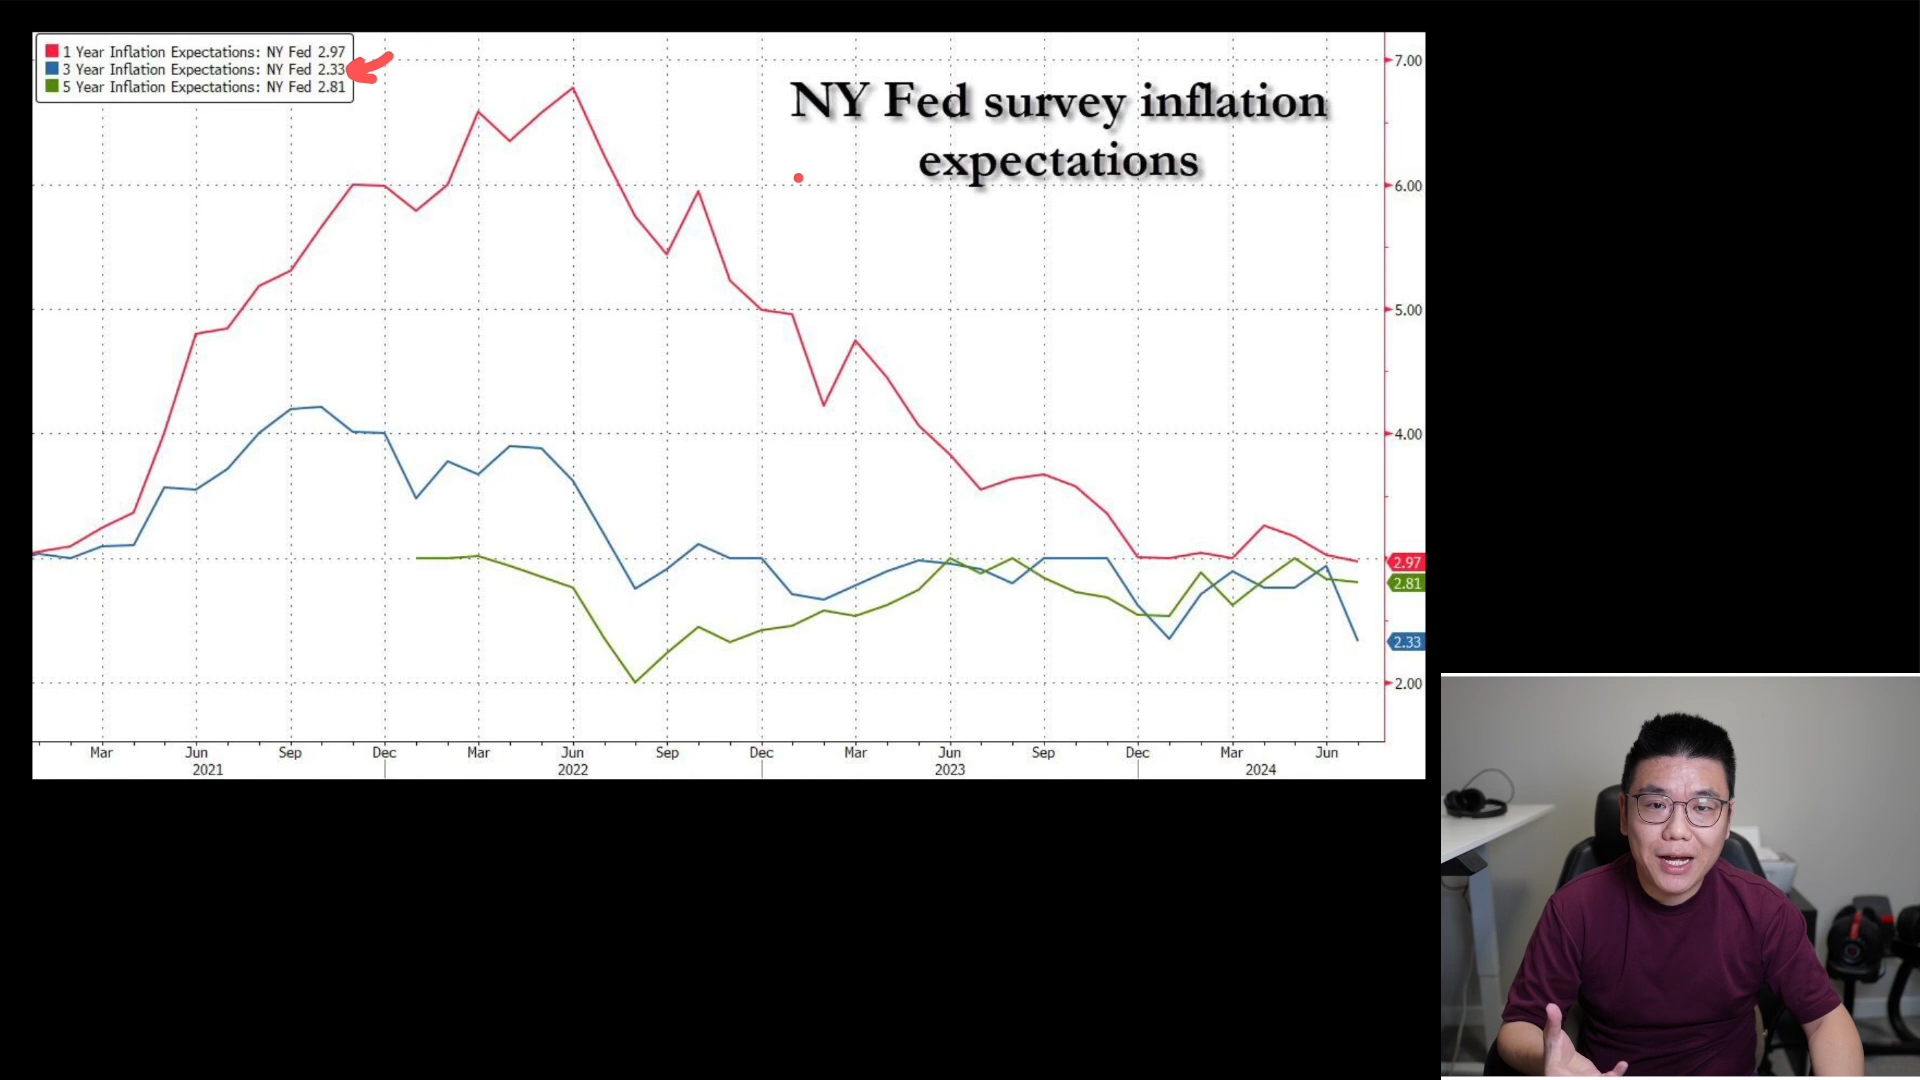 1 Year Inflation Expectations: NY Fed 2.97
3 Year Inflation Expectations: NY Fed 2.33
5 Year Inflation Expectations: NY Fed 2.81
NY Fed survey inflation
expectations
7.00
6.00
5.00
4.00
2.97
2.81
2.33
2.00
Mar Jun Sep Dec Mar Jun Sep Dec Mar Jun Sep Dec Mar Jun
2021 2022 2023 2024